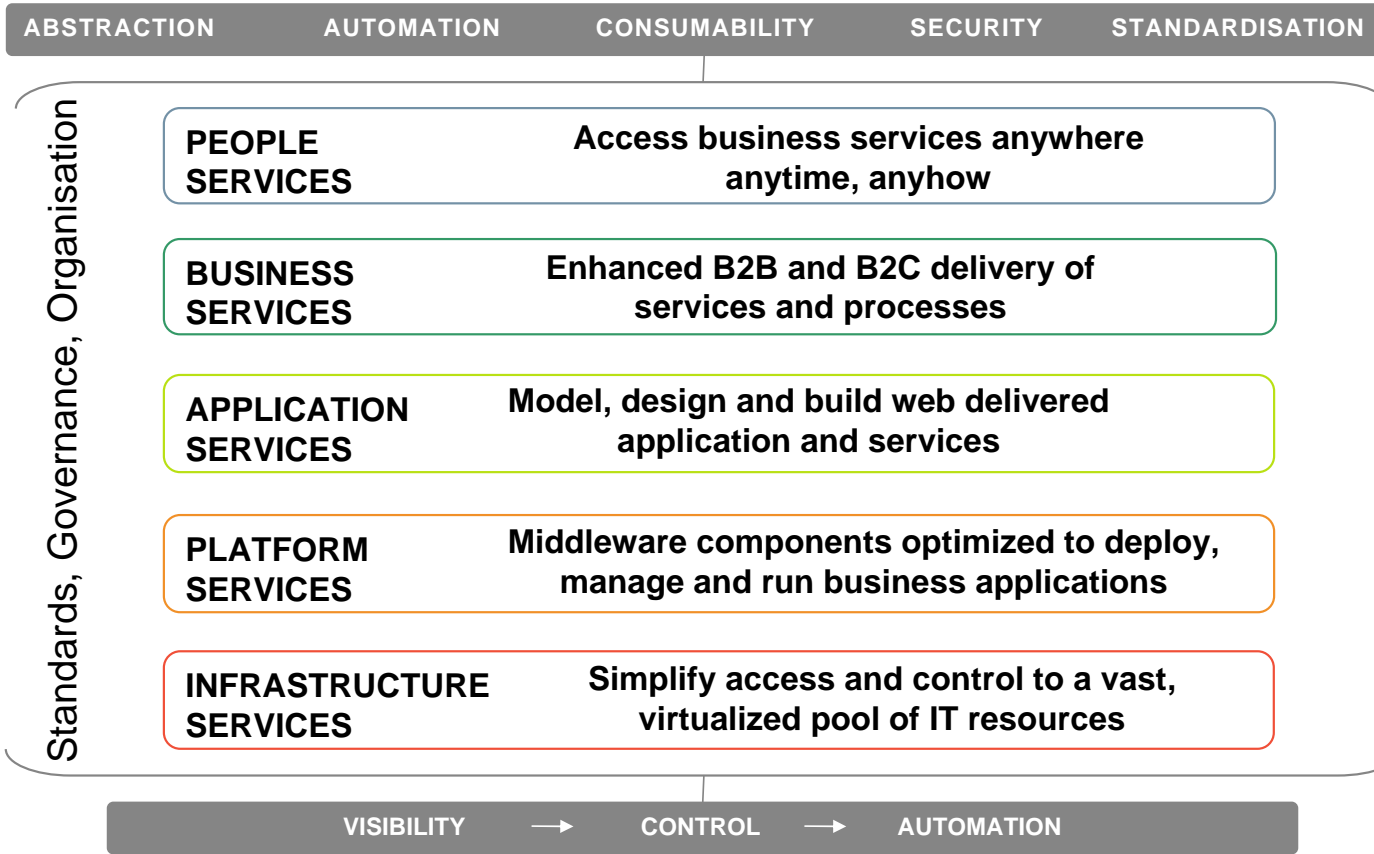 ABSTRACTION AUTOMATION CONSUMABILITY SECURITY STANDARDISATION
Standards, Governance, Organisation
PEOPLE
SERVICES
Access business services anywhere
anytime, anyhow
BUSINESS
SERVICES
Enhanced B2B and B2C delivery of
services and processes
APPLICATION
SERVICES
Model, design and build web delivered
application and services
PLATFORM
SERVICES
Middleware components optimized to deploy,
manage and run business applications
INFRASTRUCTURE
SERVICES
Simplify access and control to a vast,
virtualized pool of IT resources
VISIBILITY → CONTROL → AUTOMATION